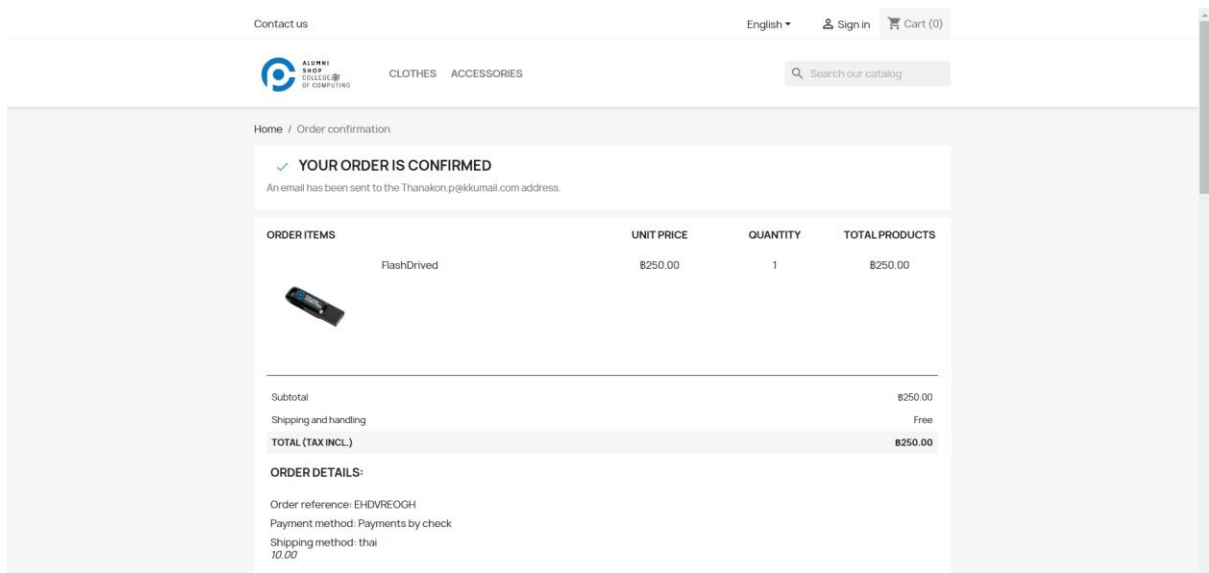 Contact us
English
Sign in
Cart (0)
ALUMNI
SHOP
COLLEGE
OF COMPUTING
CLOTHES
ACCESSORIES
Search our catalog
Home / Order confirmation
YOUR ORDER IS CONFIRMED
An email has been sent to the Thanakon.p@kkumail.com address.
ORDER ITEMS UNIT PRICE QUANTITY TOTAL PRODUCTS
FlashDrived ฿250.00 1 ฿250.00
Subtotal ฿250.00
Shipping and handling Free
TOTAL (TAX INCL.) ฿250.00
ORDER DETAILS:
Order reference: EHDVREOGH
Payment method: Payments by check
Shipping method: thai
10.00